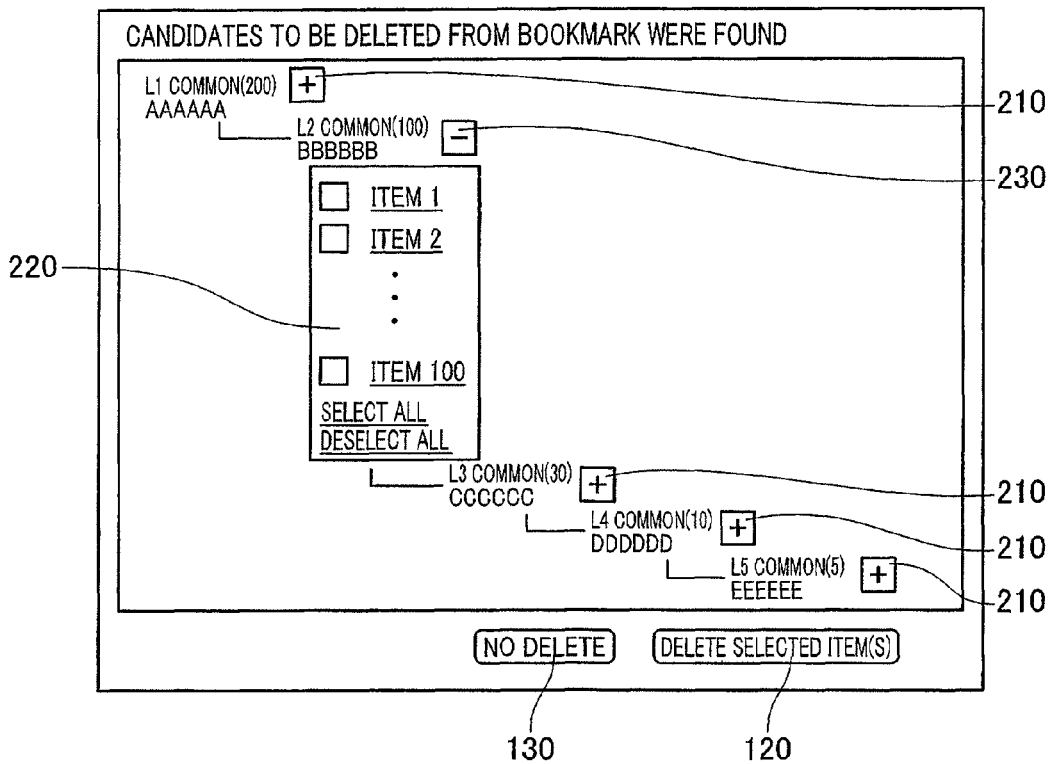 CANDIDATES TO BE DELETED FROM BOOKMARK WERE FOUND
L1 COMMON(200) +
AAAAAA
210
L2 COMMON(100) −
BBBBBB
230
ITEM 1
ITEM 2
220
ITEM 100
SELECT ALL
DESELECT ALL
L3 COMMON(30) +
CCCCCC
210
L4 COMMON(10) +
DDDDDD
210
L5 COMMON(5) +
EEEEEE
210
NO DELETE
DELETE SELECTED ITEM(S)
130
120